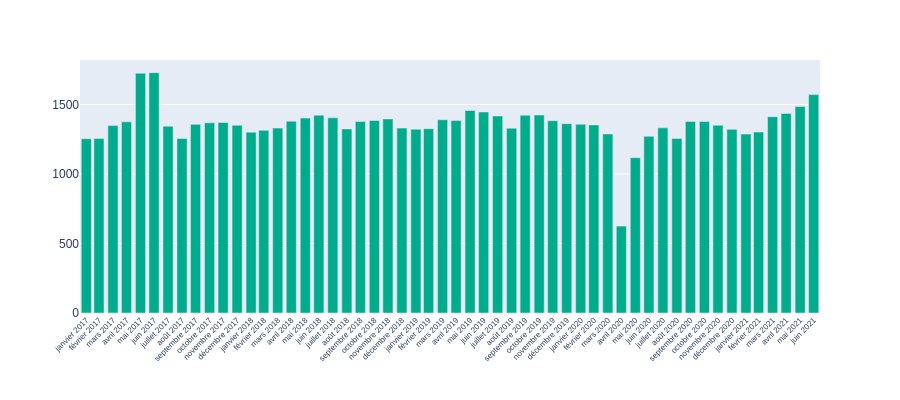 1500
1000
500
0
janvier 2017
février 2017
mars 2017
avril 2017
mai 2017
juin 2017
juillet 2017
août 2017
septembre 2017
octobre 2017
novembre 2017
décembre 2017
janvier 2018
février 2018
mars 2018
avril 2018
mai 2018
juin 2018
juillet 2018
août 2018
septembre 2018
octobre 2018
novembre 2018
décembre 2018
janvier 2019
février 2019
mars 2019
avril 2019
mai 2019
juin 2019
juillet 2019
août 2019
septembre 2019
octobre 2019
novembre 2019
décembre 2019
janvier 2020
février 2020
mars 2020
avril 2020
mai 2020
juin 2020
juillet 2020
août 2020
septembre 2020
octobre 2020
novembre 2020
décembre 2020
janvier 2021
février 2021
mars 2021
avril 2021
mai 2021
juin 2021